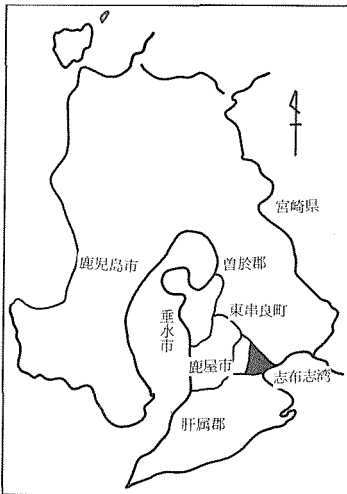 宮崎県
鹿児島市
曽於郡
東串良町
垂水市
鹿屋市
志布志湾
肝属郡